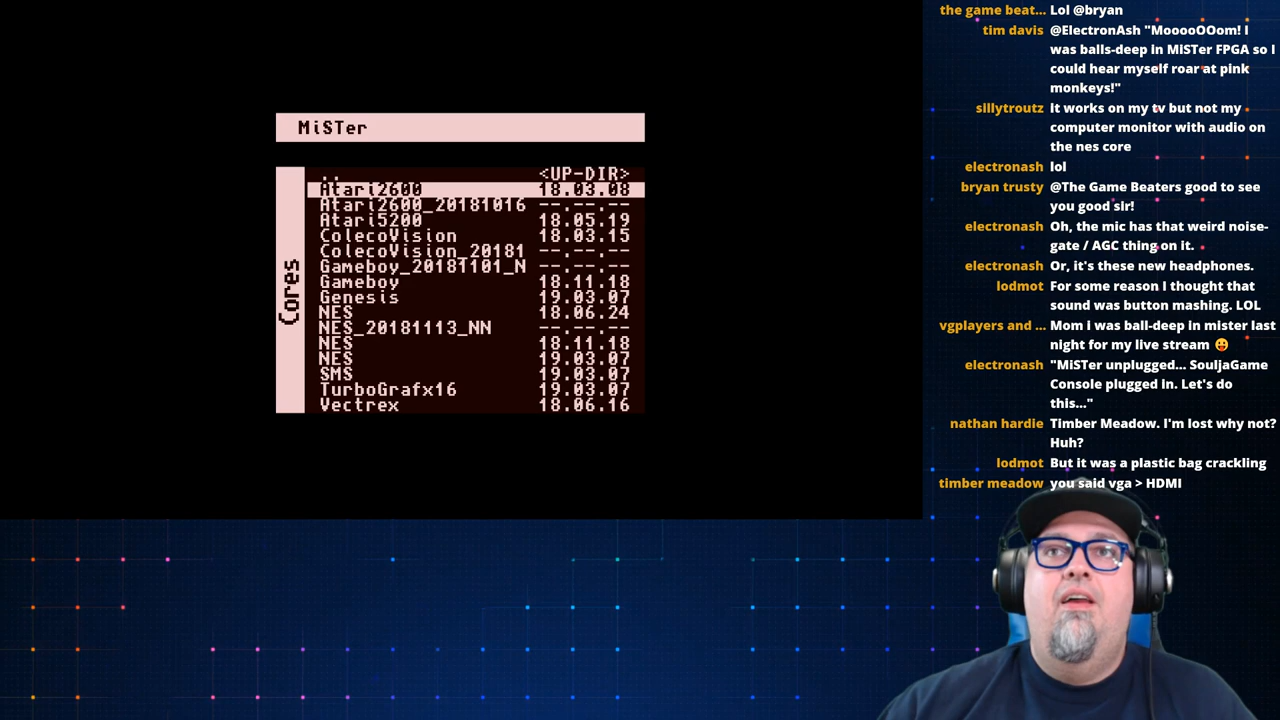 MiSTer
Cores
.. <UP-DIR>
Atari2600 18.03.08
Atari2600_20181016 --.--.--
Atari5200 18.05.19
ColecoVision 18.03.15
ColecoVision_20181 --.--.--
Gameboy_20181101_N --.--.--
Gameboy 18.11.18
Genesis 19.03.07
NES 18.06.24
NES_20181113_NN --.--.--
NES 18.11.18
NES 19.03.07
SMS 19.03.07
TurboGrafx16 19.03.07
Vectrex 18.06.16
the game beat... Lol @bryan
tim davis @ElectronAsh "MooooOOom! I
was balls-deep in MiSTer FPGA so I
could hear myself roar at pink
monkeys!"
sillytroutz It works on my tv but not my
computer monitor with audio on
the nes core
electronash lol
bryan trusty @The Game Beaters good to see
you good sir!
electronash Oh, the mic has that weird noise-
gate / AGC thing on it.
electronash Or, it's these new headphones.
lodmot For some reason I thought that
sound was button mashing. LOL
vgplayers and ... Mom i was ball-deep in mister last
night for my live stream 😛
electronash "MiSTer unplugged... SouljaGame
Console plugged in. Let's do
this..."
nathan hardie Timber Meadow. I'm lost why not?
Huh?
lodmot But it was a plastic bag crackling
timber meadow you said vga > HDMI